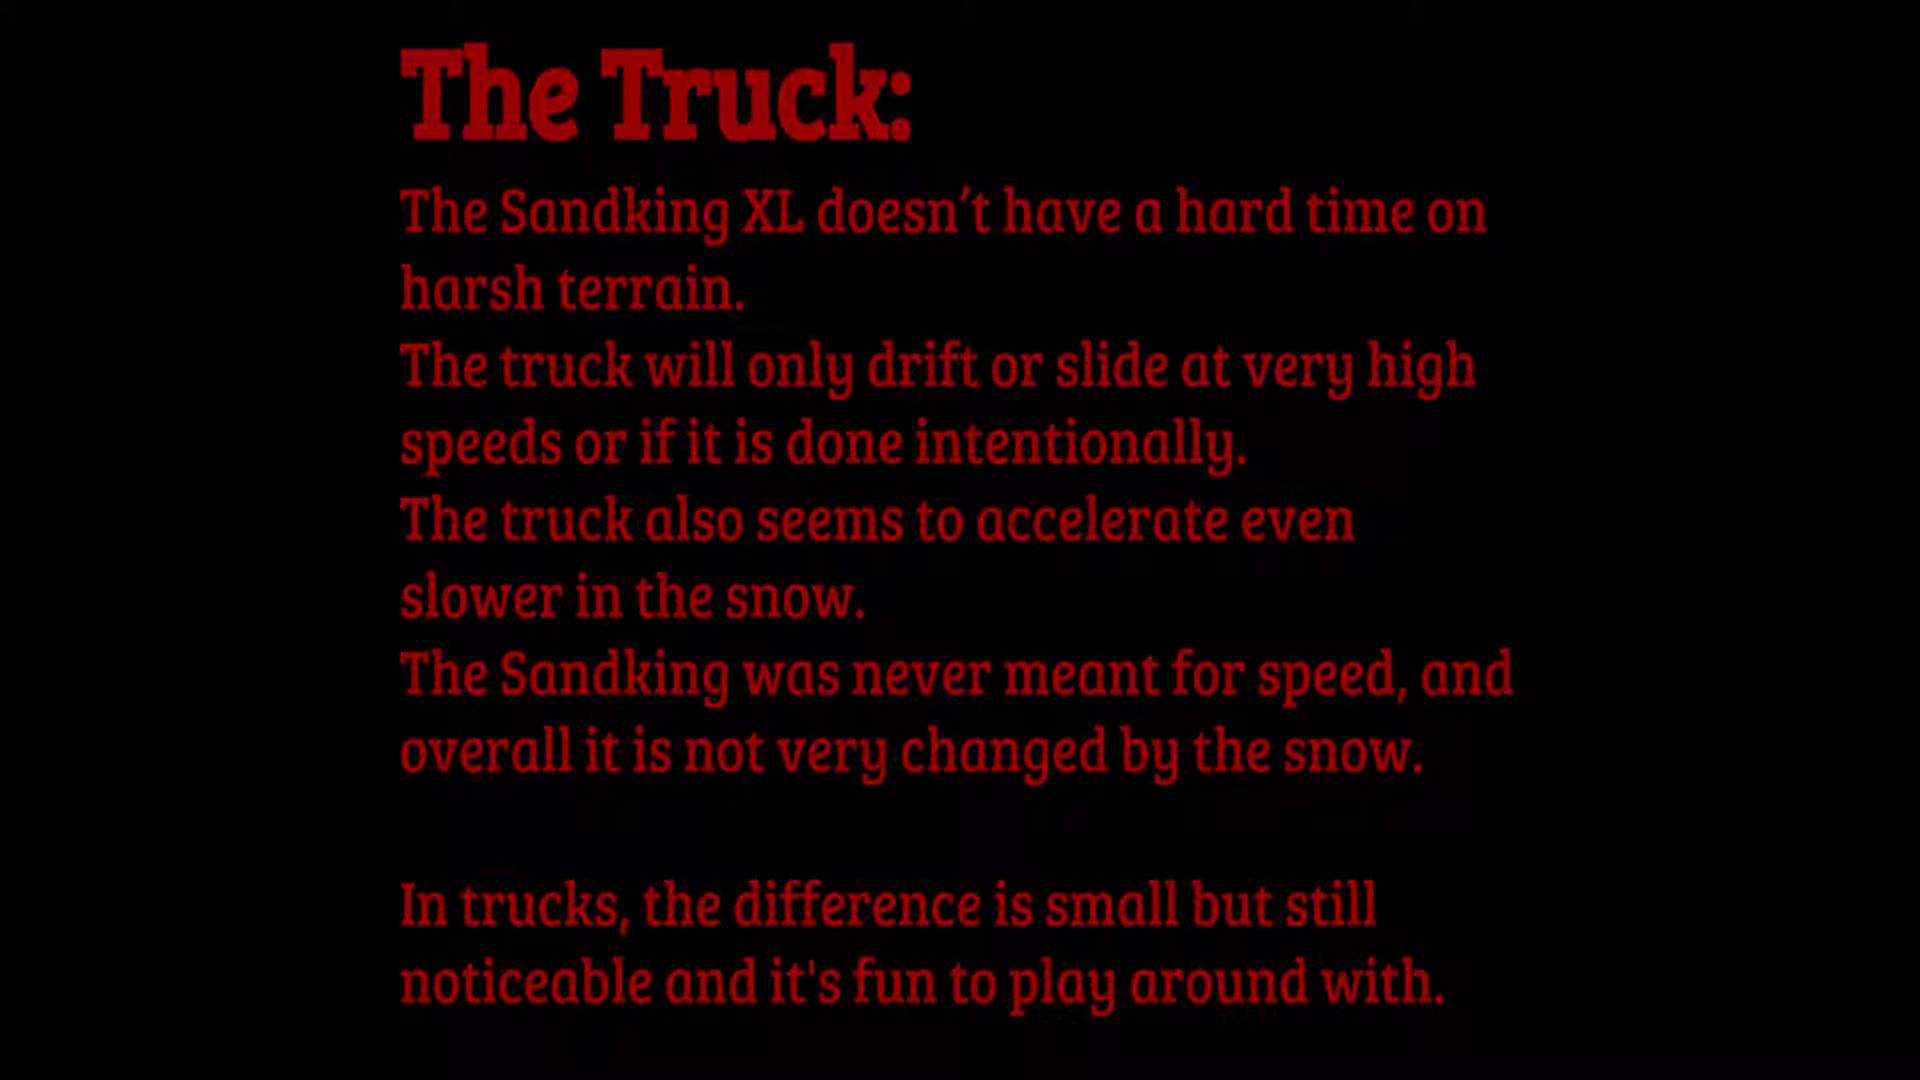 The Truck:
The Sandking XL doesn’t have a hard time on
harsh terrain.
The truck will only drift or slide at very high
speeds or if it is done intentionally.
The truck also seems to accelerate even
slower in the snow.
The Sandking was never meant for speed, and
overall it is not very changed by the snow.
In trucks, the difference is small but still
noticeable and it's fun to play around with.